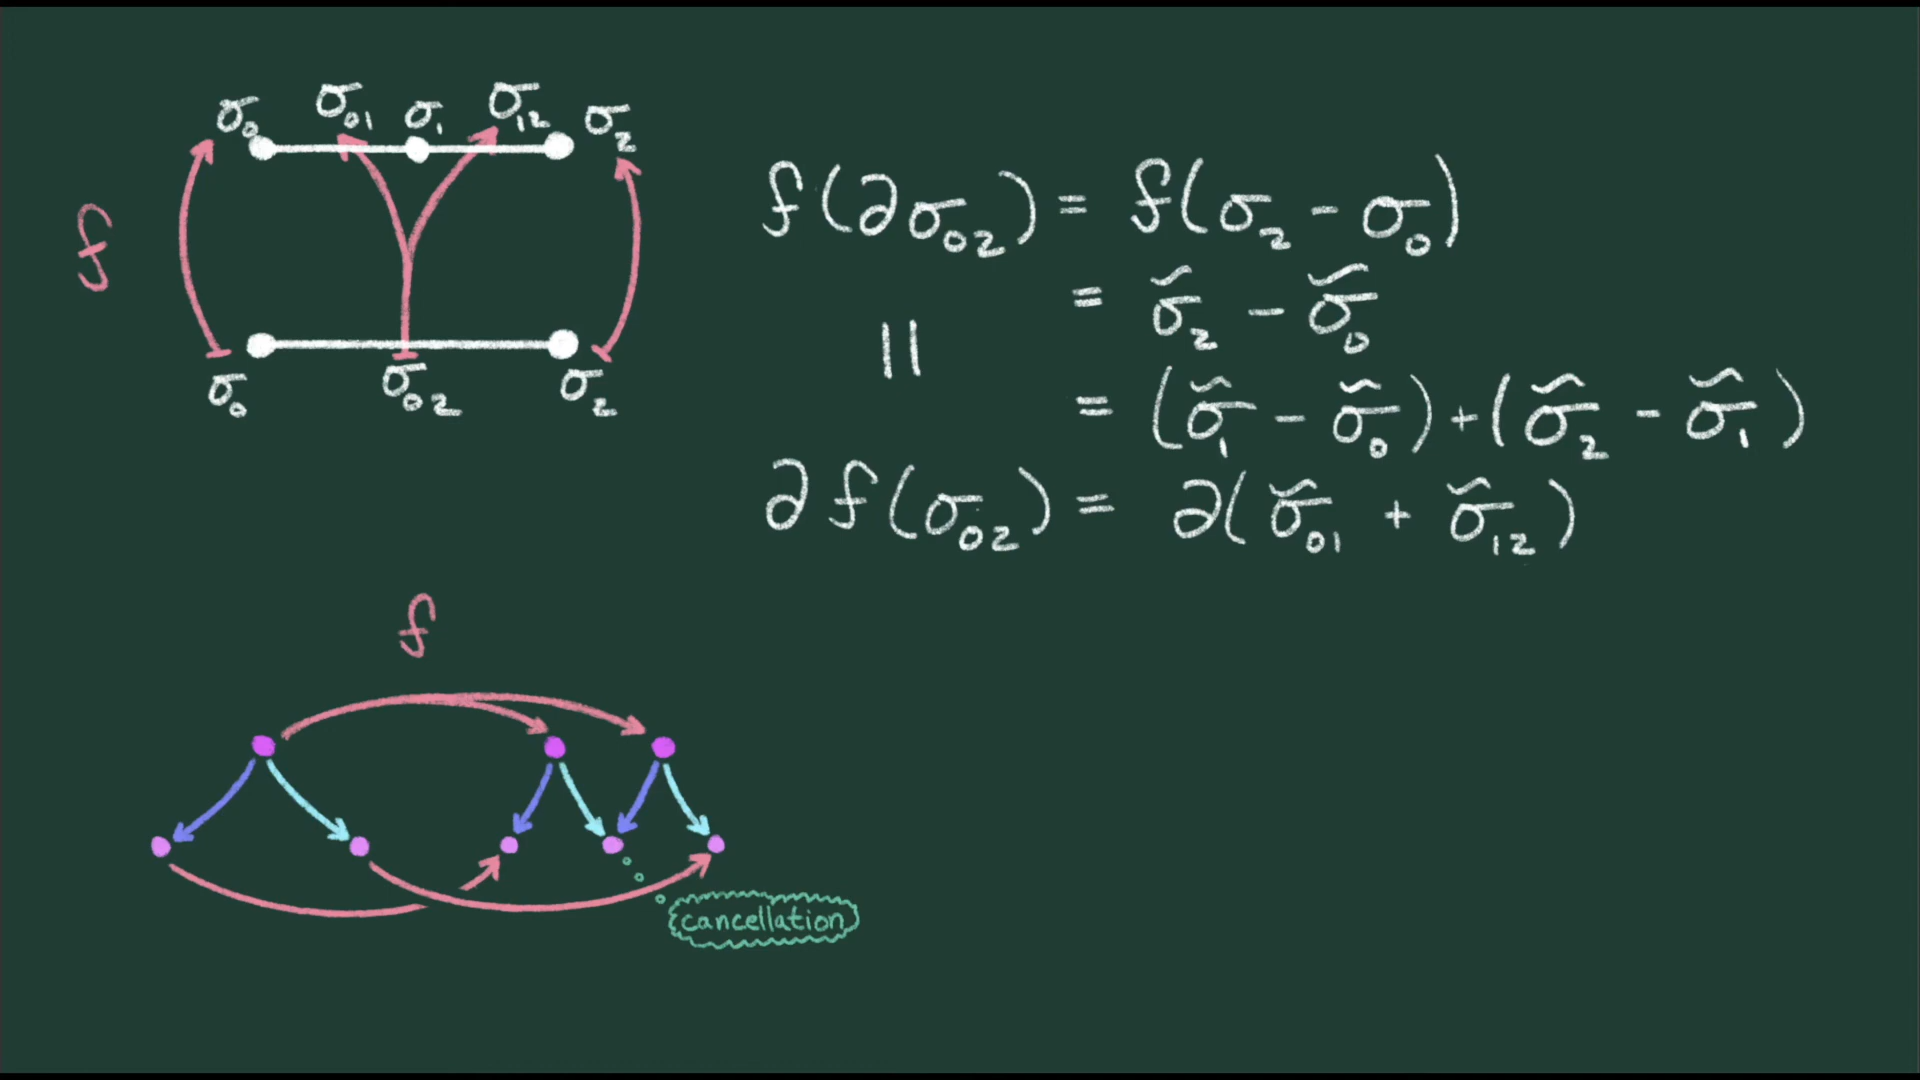 σ₀ σ₀₁ σ₁ σ₁₂ σ₂
f
σ₀ σ₀₂ σ₂
f(∂σ₀₂) = f(σ₂ - σ₀)
= σ̃₂ - σ̃₀
||
= (σ̃₁ - σ̃₀) + (σ̃₂ - σ̃₁)
∂f(σ₀₂) = ∂(σ̃₀₁ + σ̃₁₂)
f
cancellation